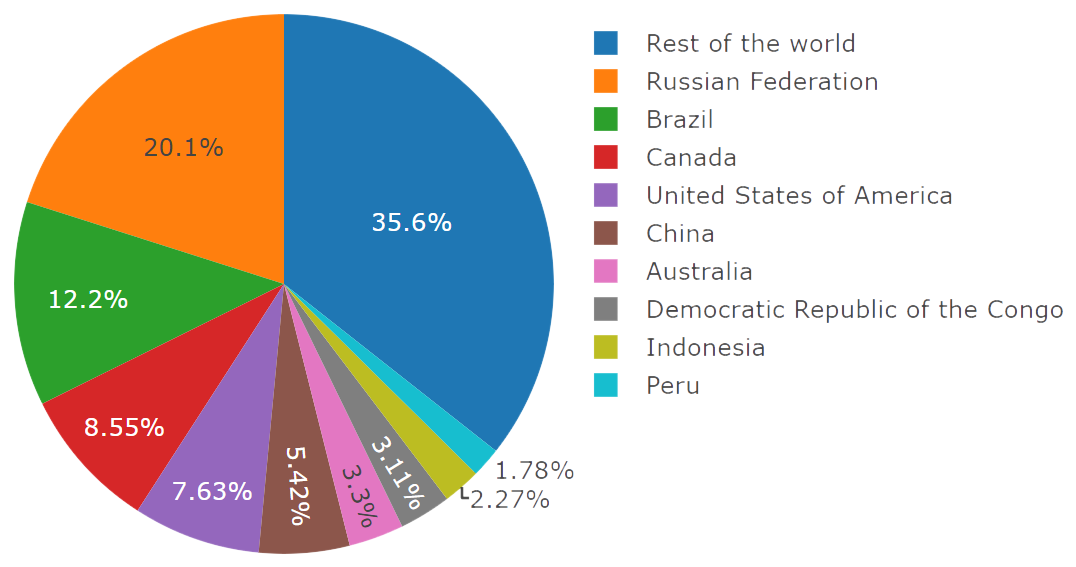 Rest of the world
Russian Federation
Brazil
Canada
United States of America
China
Australia
Democratic Republic of the Congo
Indonesia
Peru
20.1%
35.6%
12.2%
8.55%
7.63%
5.42%
3.3%
3.11%
1.78%
2.27%